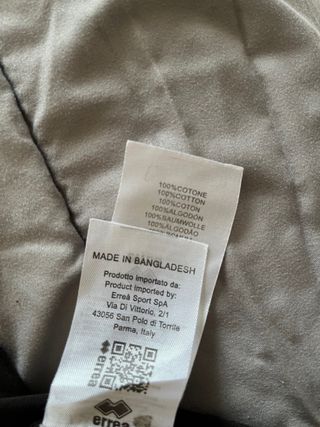 100%COTONE
100%COTTON
100%COTON
100%ALGODÓN
100%BAUMWOLLE
100%ALGODÃO
MADE IN BANGLADESH
Prodotto importato da:
Product imported by:
Erreà Sport SpA
Via Di Vittorio, 2/1
43056 San Polo di Torrile
Parma, Italy
errea
errea